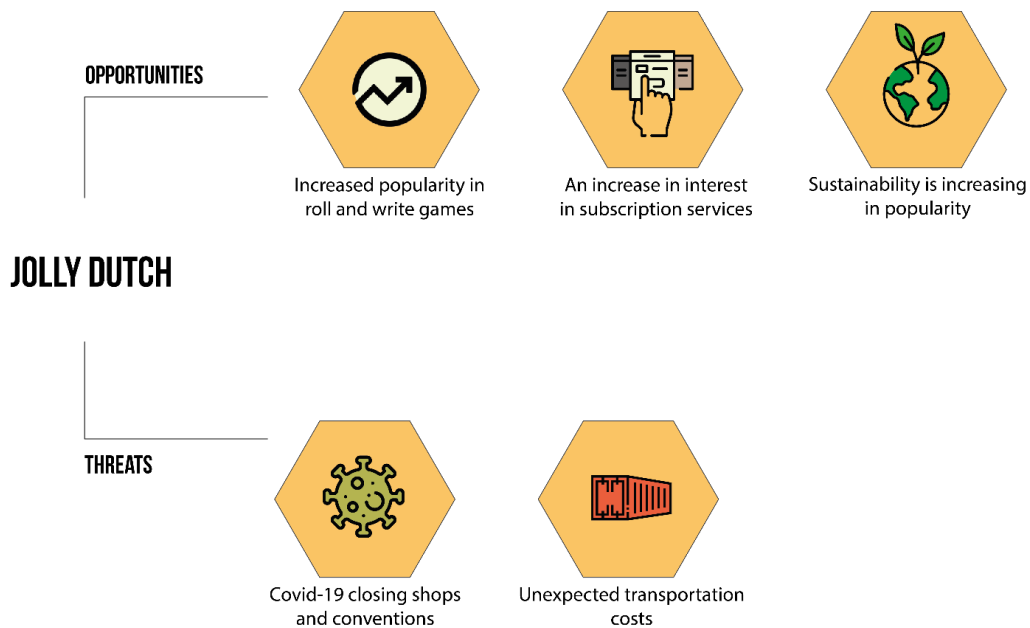 OPPORTUNITIES
Increased popularity in
roll and write games
An increase in interest
in subscription services
Sustainability is increasing
in popularity
JOLLY DUTCH
THREATS
Covid-19 closing shops
and conventions
Unexpected transportation
costs